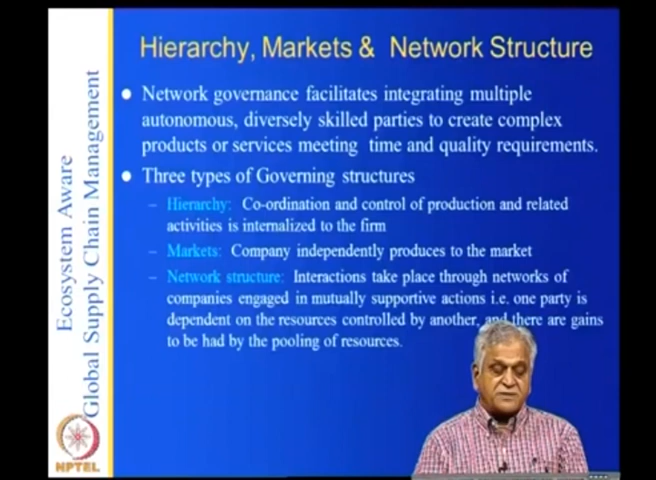 Hierarchy, Markets & Network Structure
Network governance facilitates integrating multiple
autonomous, diversely skilled parties to create complex
products or services meeting time and quality requirements.
Three types of Governing structures
– Hierarchy: Co-ordination and control of production and related
activities is internalized to the firm
– Markets: Company independently produces to the market
– Network structure: Interactions take place through networks of
companies engaged in mutually supportive actions i.e. one party is
dependent on the resources controlled by another, and there are gains
to be had by the pooling of resources.
Ecosystem Aware
Global Supply Chain Management
NPTEL